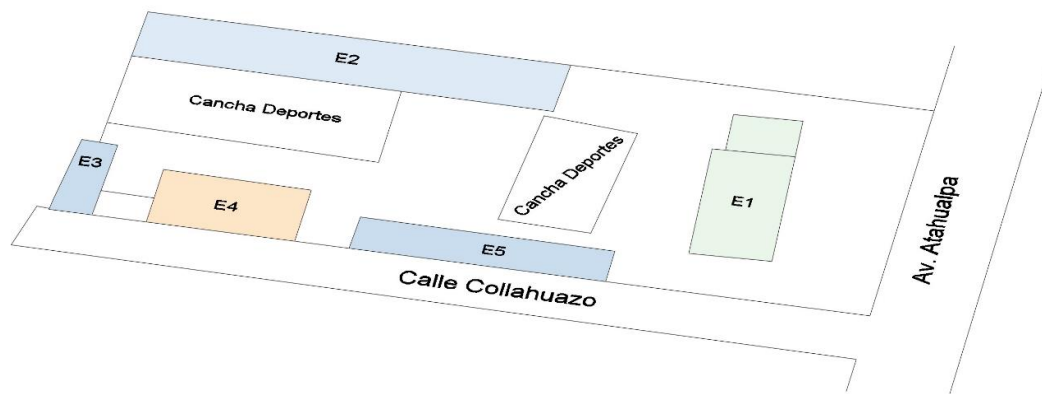 E2
Cancha Deportes
E3
E4
Cancha Deportes
E1
E5
Calle Collahuazo
Av. Atahualpa